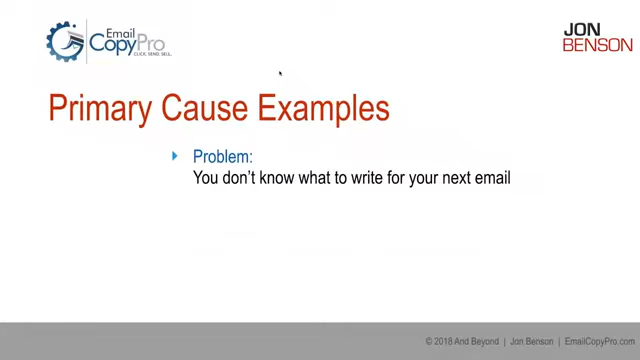 Email
CopyPro
CLICK. SEND. SELL.
JON
BENSON
Primary Cause Examples
Problem:
You don't know what to write for your next email
© 2018 And Beyond | Jon Benson | EmailCopyPro.com